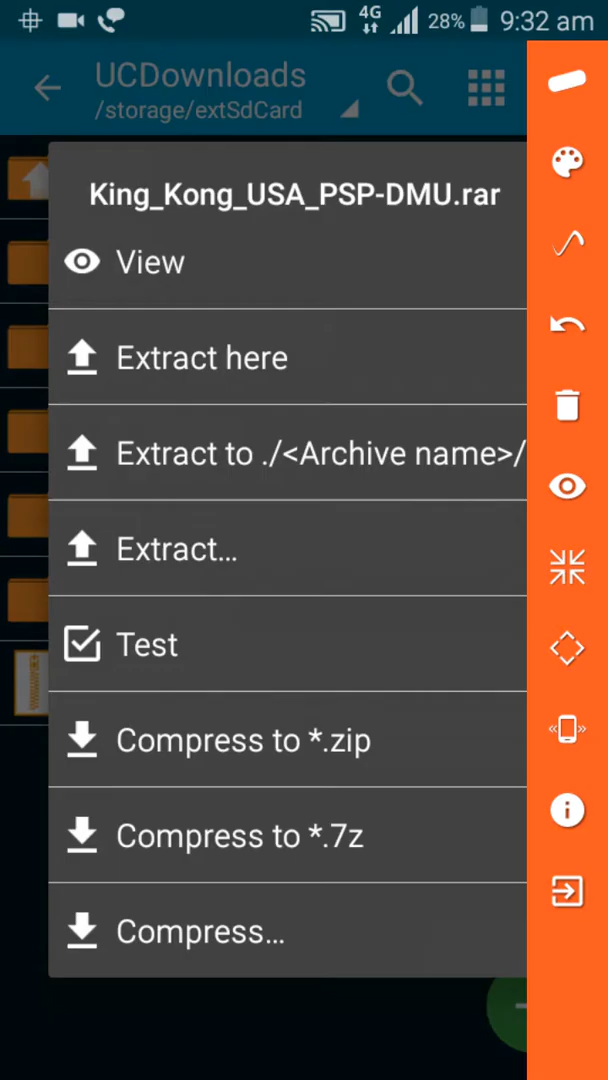 4G 28% 9:32 am
UCDownloads
/storage/extSdCard
King_Kong_USA_PSP-DMU.rar
View
Extract here
Extract to ./<Archive name>/
Extract...
Test
Compress to *.zip
Compress to *.7z
Compress...